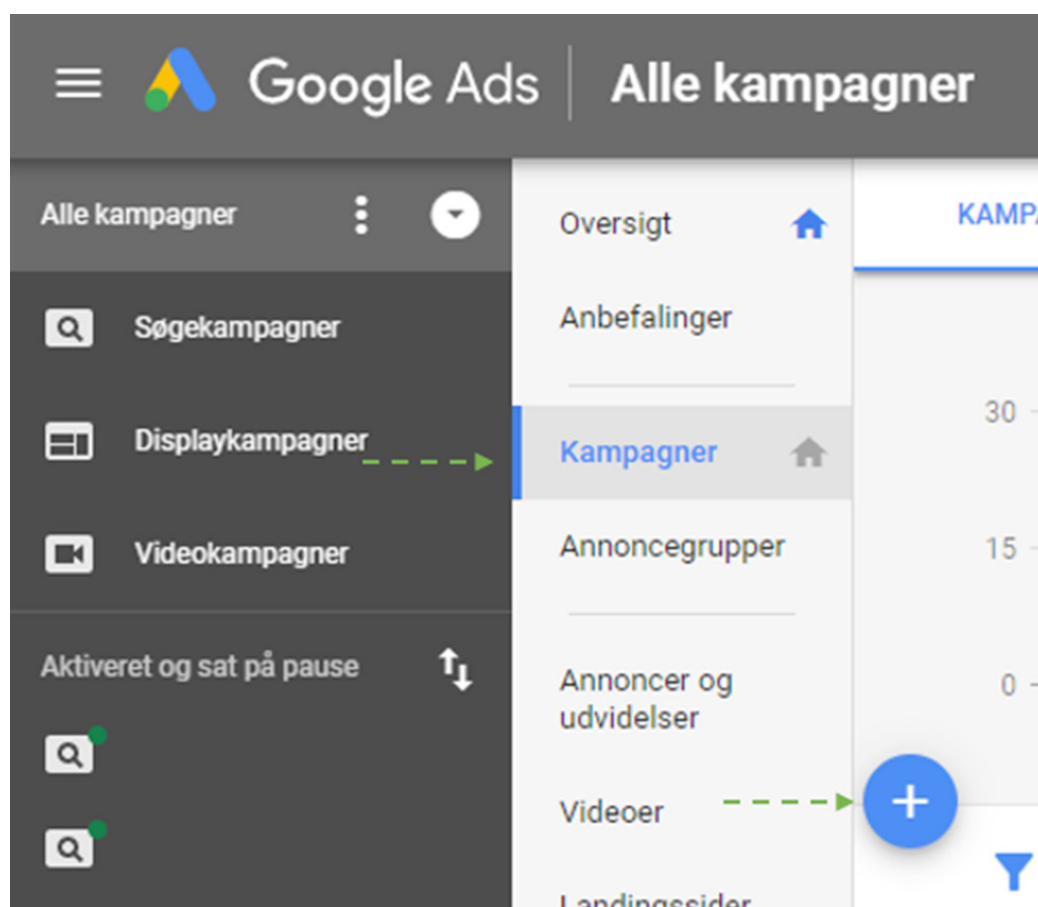 Google Ads
Alle kampagner
Alle kampagner
Søgekampagner
Displaykampagner
Videokampagner
Aktiveret og sat på pause
Oversigt
Anbefalinger
Kampagner
Annoncegrupper
Annoncer og
udvidelser
Videoer
Landingssider
KAMPA
30
15
0